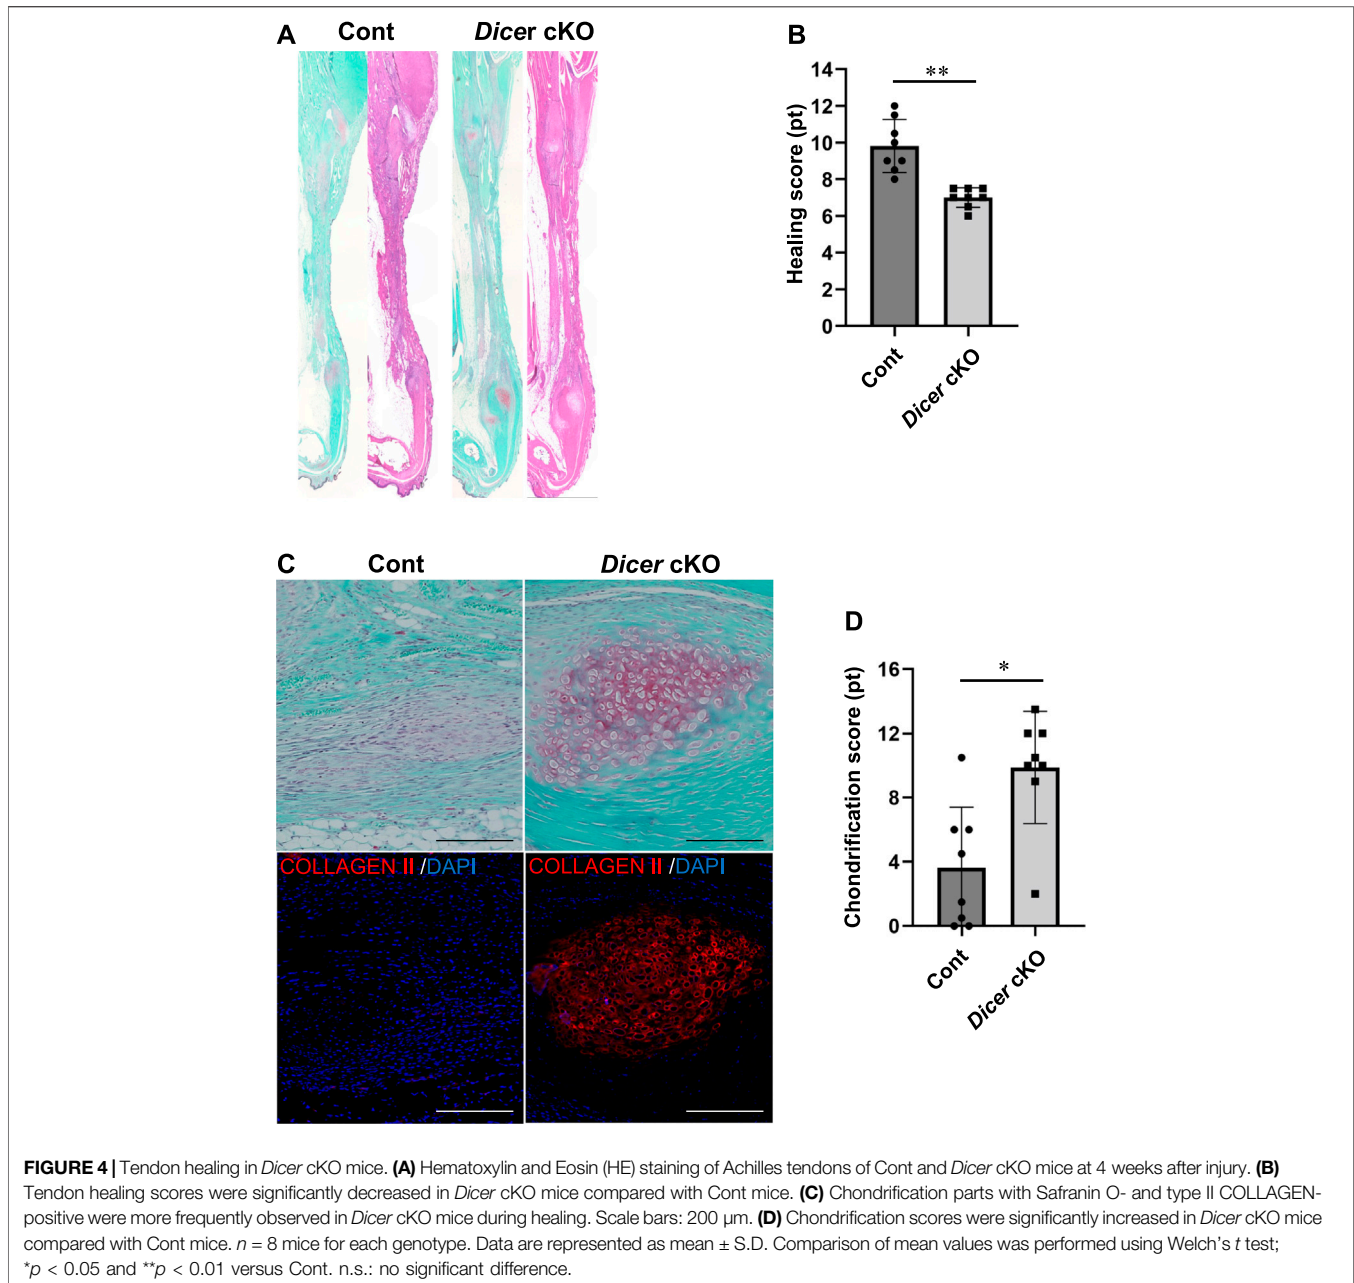 A
Cont
Dicer cKO
B
Healing score (pt)
14
12
10
8
6
4
2
0
**
Cont
Dicer cKO
C
Cont
Dicer cKO
COLLAGEN II /DAPI
COLLAGEN II /DAPI
D
Chondrification score (pt)
16
12
8
4
0
*
Cont
Dicer cKO
FIGURE 4 | Tendon healing in Dicer cKO mice. (A) Hematoxylin and Eosin (HE) staining of Achilles tendons of Cont and Dicer cKO mice at 4 weeks after injury. (B)
Tendon healing scores were significantly decreased in Dicer cKO mice compared with Cont mice. (C) Chondrification parts with Safranin O- and type II COLLAGEN-
positive were more frequently observed in Dicer cKO mice during healing. Scale bars: 200 µm. (D) Chondrification scores were significantly increased in Dicer cKO mice
compared with Cont mice. n = 8 mice for each genotype. Data are represented as mean ± S.D. Comparison of mean values was performed using Welch's t test;
*p < 0.05 and **p < 0.01 versus Cont. n.s.: no significant difference.